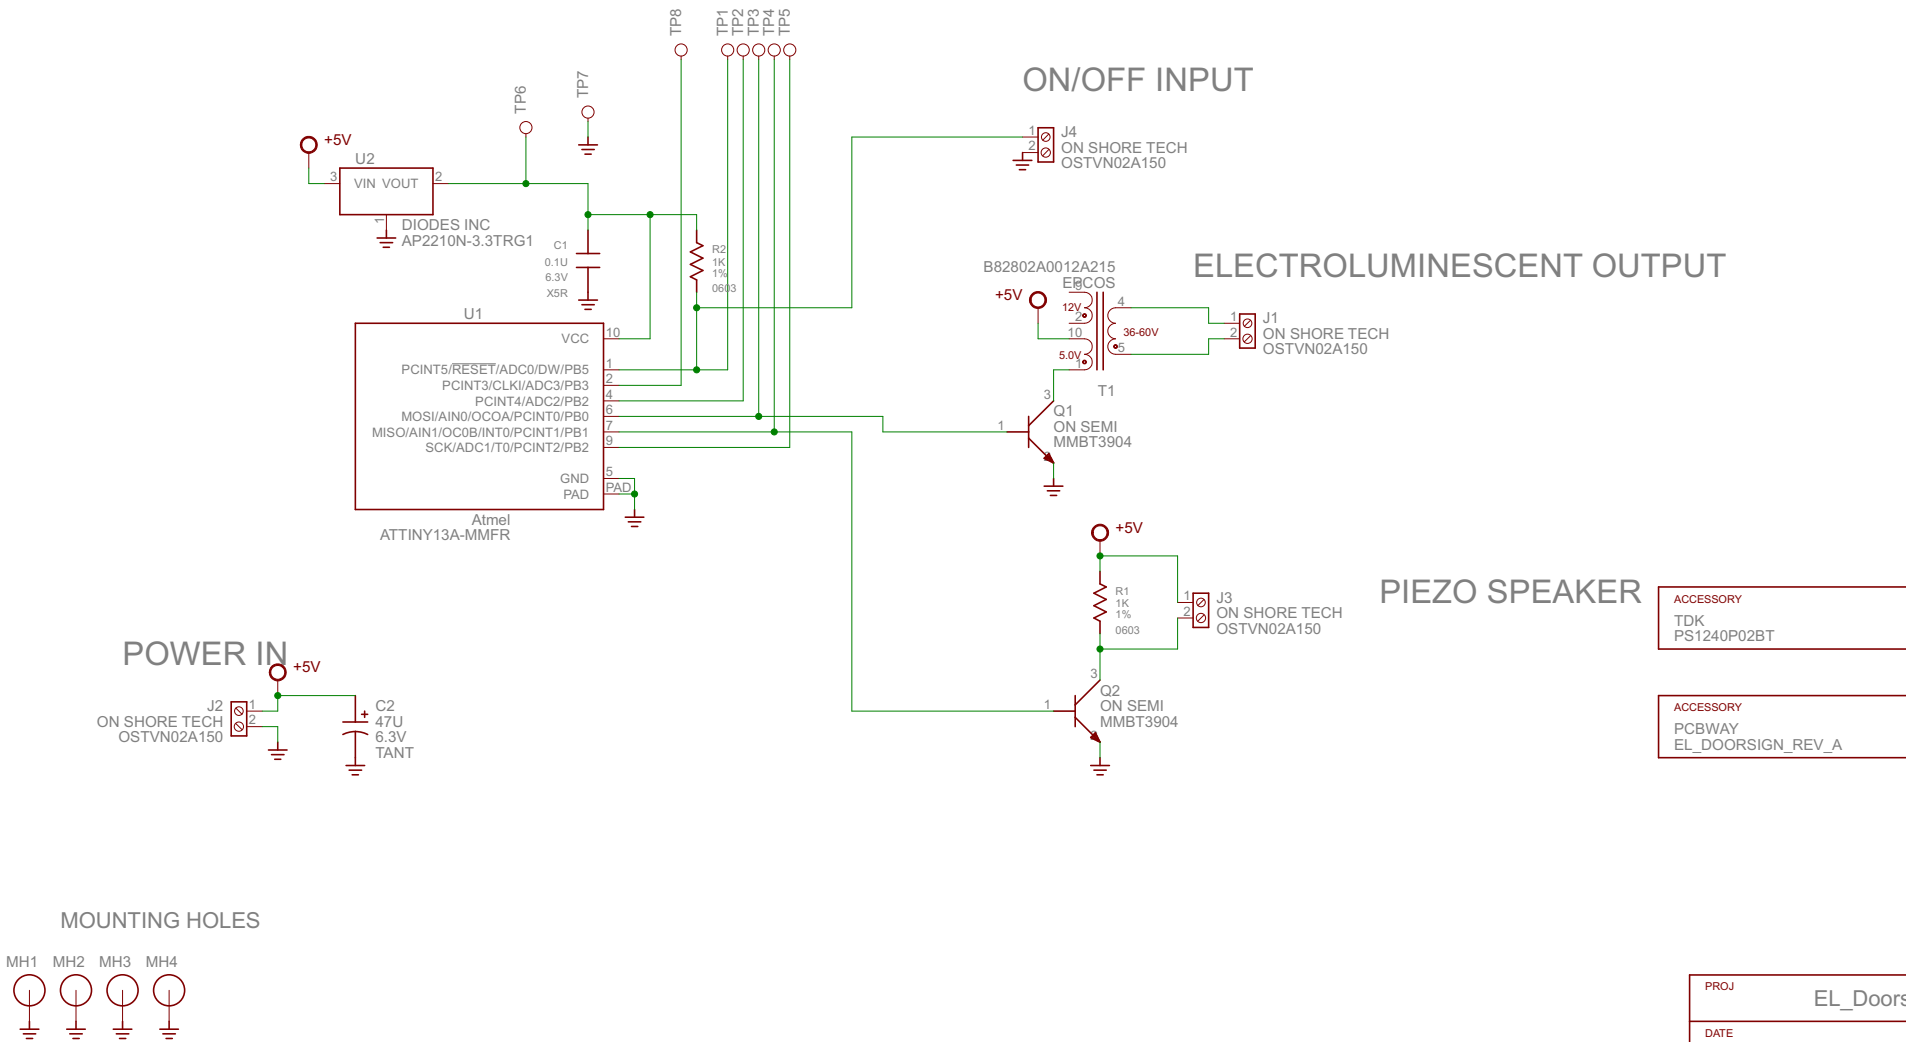 TP8
TP1
TP2
TP3
TP4
TP5
TP6
TP7
ON/OFF INPUT
1
2
J4
ON SHORE TECH
OSTVN02A150
+5V
U2
3
VIN VOUT
2
1
DIODES INC
AP2210N-3.3TRG1
C1
0.1U
6.3V
X5R
R2
1K
1%
0603
B82802A0012A215
EPCOS
ELECTROLUMINESCENT OUTPUT
+5V
12V
2
10
5.0V
1
4
36-60V
5
T1
1
2
J1
ON SHORE TECH
OSTVN02A150
U1
VCC
10
PCINT5/RESET/ADC0/DW/PB5
1
PCINT3/CLKI/ADC3/PB3
2
PCINT4/ADC2/PB2
4
MOSI/AIN0/OCOA/PCINT0/PB0
6
MISO/AIN1/OC0B/INT0/PCINT1/PB1
7
SCK/ADC1/T0/PCINT2/PB2
9
GND
5
PAD
PAD
Atmel
ATTINY13A-MMFR
3
1
Q1
ON SEMI
MMBT3904
+5V
R1
1K
1%
0603
1
2
J3
ON SHORE TECH
OSTVN02A150
PIEZO SPEAKER
ACCESSORY
TDK
PS1240P02BT
3
1
Q2
ON SEMI
MMBT3904
ACCESSORY
PCBWAY
EL_DOORSIGN_REV_A
POWER IN
+5V
J2
ON SHORE TECH
OSTVN02A150
1
2
+
C2
47U
6.3V
TANT
MOUNTING HOLES
MH1 MH2 MH3 MH4
PROJ
EL_Doors
DATE